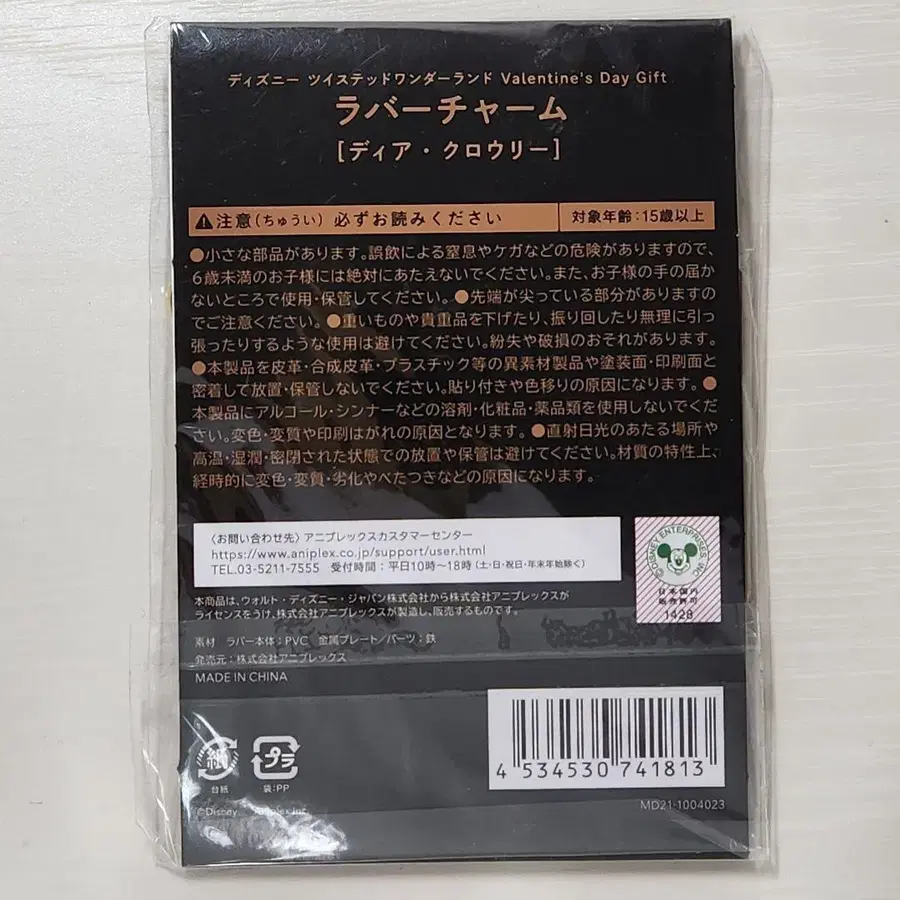 ディズニー ツイステッドワンダーランド Valentine's Day Gift
ラバーチャーム
[ディア・クロウリー]
⚠注意(ちゅうい) 必ずお読みください
対象年齢:15歳以上
●小さな部品があります。誤飲による窒息やケガなどの危険がありますので、
6歳未満のお子様には絶対にあたえないでください。また、お子様の手の届か
ないところで使用・保管してください。●先端が尖っている部分があります
のでご注意ください。●重いものや貴重品を下げたり、振り回したり無理に引っ
張ったりするような使用は避けてください。紛失や破損のおそれがあります。
●本製品を皮革・合成皮革・プラスチック等の異素材製品や塗装面・印刷面と
密着して放置・保管しないでください。貼り付きや色移りの原因になります。●
本製品にアルコール・シンナーなどの溶剤・化粧品・薬品類を使用しないでくだ
さい。変色・変質や印刷はがれの原因となります。●直射日光のあたる場所や
高温・湿潤・密閉された状態での放置や保管は避けてください。材質の特性上、
経時的に変色・変質・劣化やべたつきなどの原因になります。
〈お問い合わせ先〉アニプレックスカスタマーセンター
https://www.aniplex.co.jp/support/user.html
TEL.03-5211-7555 受付時間:平日10時~18時(土・日・祝日・年末年始除く)
©DISNEY ENTERPRISES, INC.
日本国内
販売許可
1428
本商品は、ウォルト・ディズニー・ジャパン株式会社から株式会社アニプレックスが
ライセンスをうけ、株式会社アニプレックスが製造し、販売するものです。
素材 ラバー本体:PVC 金属プレート/パーツ:鉄
発売元:株式会社アニプレックス
MADE IN CHINA
紙
台紙
プラ
袋:PP
4 534530 741813
©Disney Aniplex Inc.
MD21-1004023